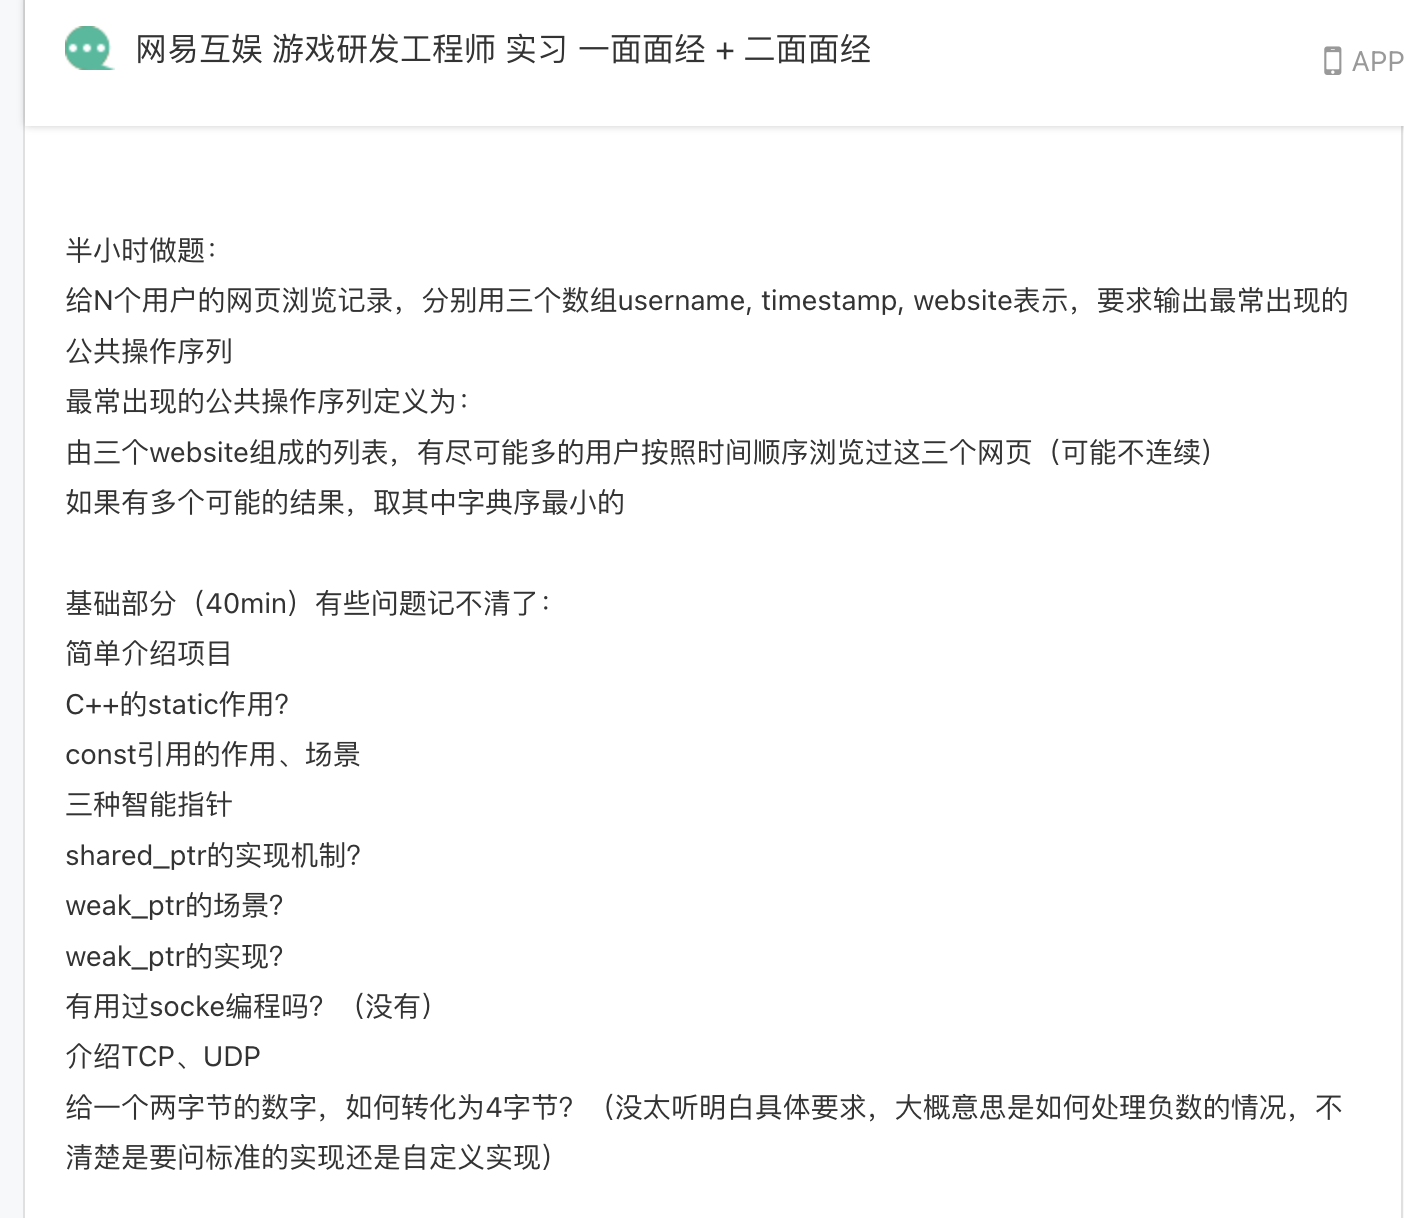 网易互娱 游戏研发工程师 实习 一面面经 + 二面面经
APP
半小时做题：
给N个用户的网页浏览记录，分别用三个数组username, timestamp, website表示，要求输出最常出现的
公共操作序列
最常出现的公共操作序列定义为：
由三个website组成的列表，有尽可能多的用户按照时间顺序浏览过这三个网页（可能不连续）
如果有多个可能的结果，取其中字典序最小的
基础部分（40min）有些问题记不清了：
简单介绍项目
C++的static作用？
const引用的作用、场景
三种智能指针
shared_ptr的实现机制？
weak_ptr的场景？
weak_ptr的实现？
有用过socke编程吗？（没有）
介绍TCP、UDP
给一个两字节的数字，如何转化为4字节？（没太听明白具体要求，大概意思是如何处理负数的情况，不
清楚是要问标准的实现还是自定义实现）